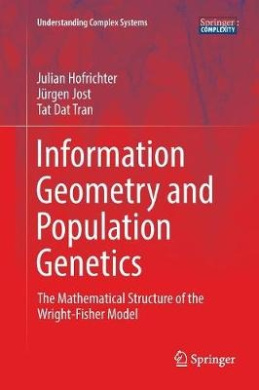 Understanding Complex Systems
Springer:
COMPLEXITY
Julian Hofrichter
Jürgen Jost
Tat Dat Tran
Information
Geometry and
Population
Genetics
The Mathematical Structure of the
Wright-Fisher Model
Springer